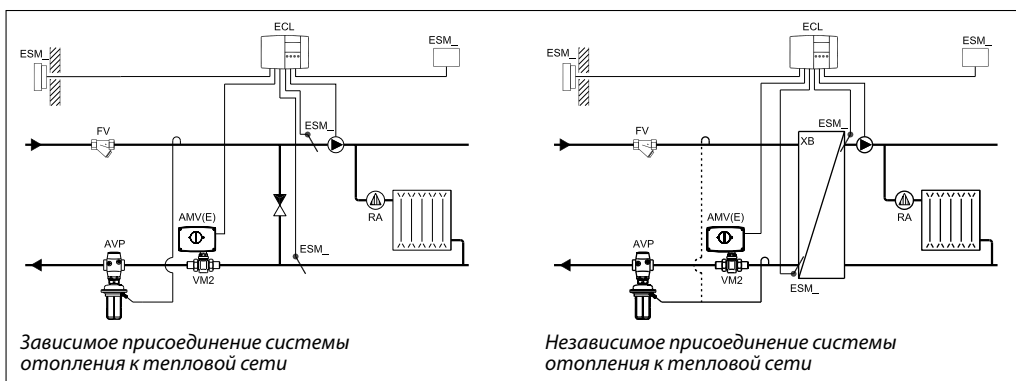 ECL
ESM_
ESM_
FV
ESM_
RA
AMV(E)
AVP
ESM_
VM2
Зависимое присоединение системы
отопления к тепловой сети
ECL
ESM_
ESM_
ESM_
FV
XB
RA
AMV(E)
AVP
VM2
ESM_
Независимое присоединение системы
отопления к тепловой сети